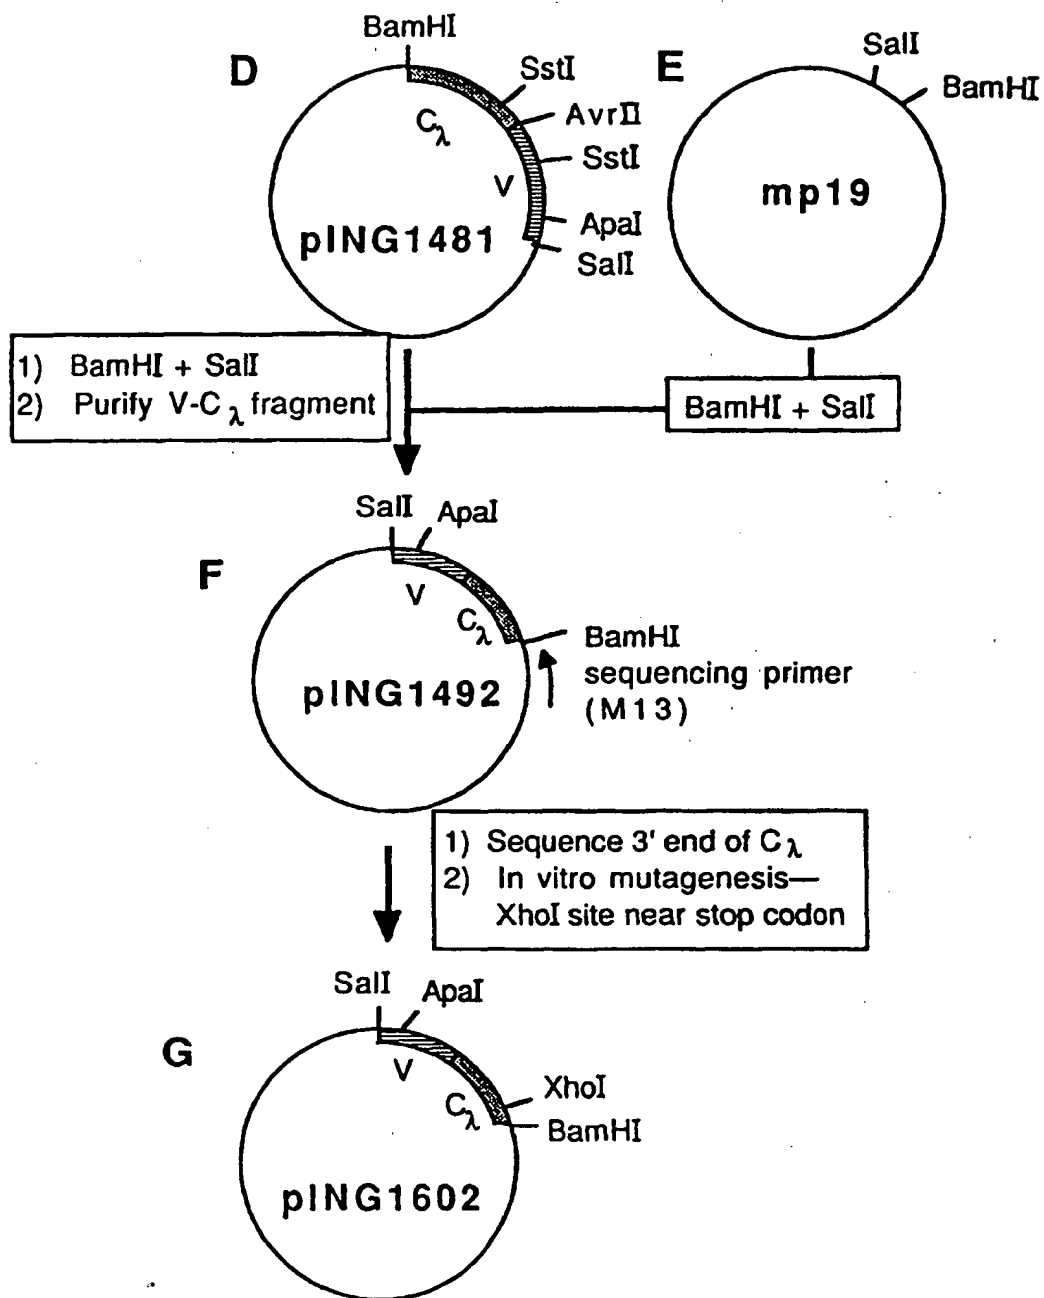 D
BamHI
SstI
AvrII
SstI
ApaI
SalI
Cλ
V
pING1481
E
SalI
BamHI
mp19
1) BamHI + SalI
2) Purify V-Cλ fragment
BamHI + SalI
F
SalI
ApaI
V
Cλ
BamHI
sequencing primer
(M13)
pING1492
1) Sequence 3' end of Cλ
2) In vitro mutagenesis—
XhoI site near stop codon
G
SalI
ApaI
V
Cλ
XhoI
BamHI
pING1602